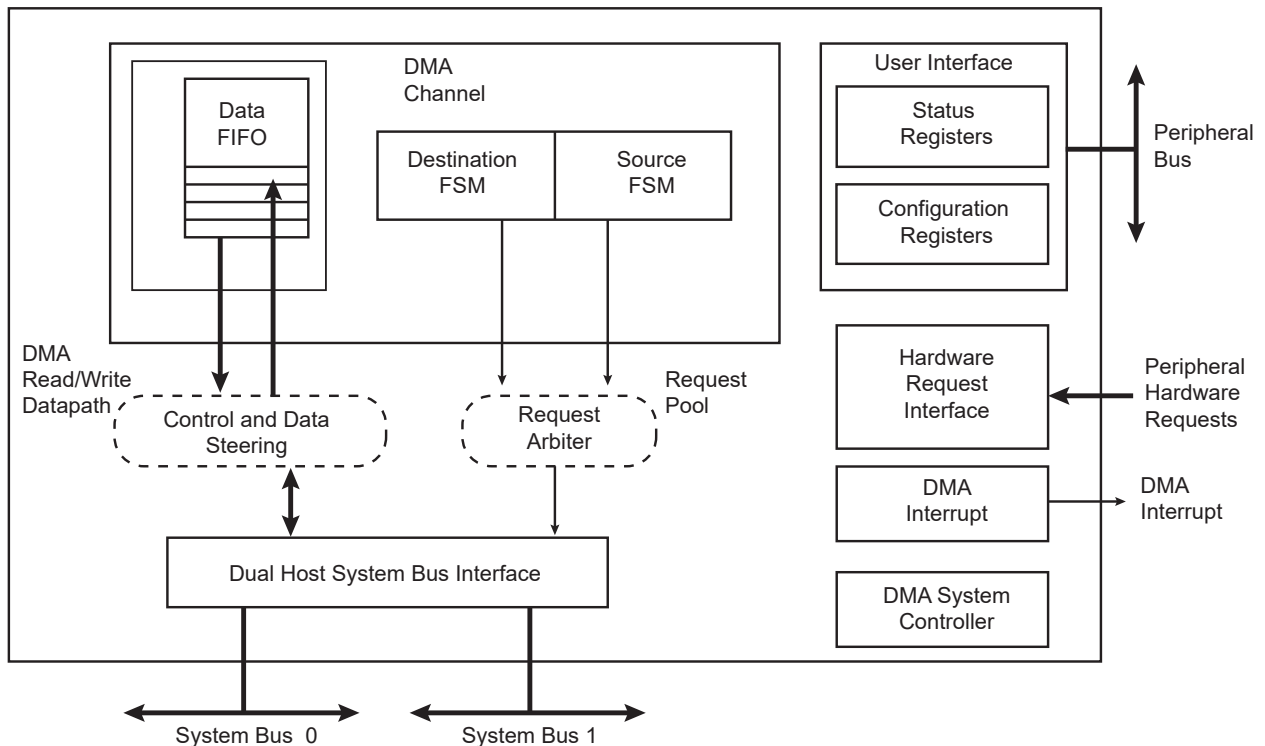 DMA
Channel
Data
FIFO
Destination
FSM
Source
FSM
User Interface
Status
Registers
Configuration
Registers
Peripheral
Bus
DMA
Read/Write
Datapath
Control and Data
Steering
Request
Arbiter
Request
Pool
Hardware
Request
Interface
Peripheral
Hardware
Requests
DMA
Interrupt
DMA
Interrupt
Dual Host System Bus Interface
DMA System
Controller
System Bus 0
System Bus 1